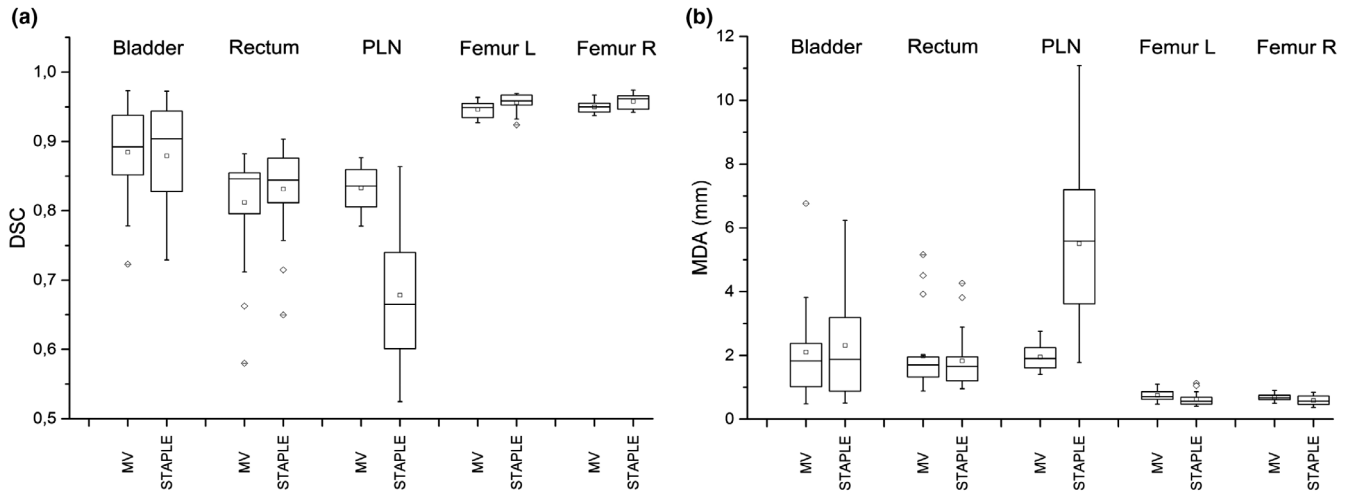 (a)
Bladder Rectum PLN Femur L Femur R
1,0
0,9
0,8
0,7
0,6
0,5
DSC
MV STAPLE MV STAPLE MV STAPLE MV STAPLE MV STAPLE
(b)
Bladder Rectum PLN Femur L Femur R
12
10
8
6
4
2
0
MDA (mm)
MV STAPLE MV STAPLE MV STAPLE MV STAPLE MV STAPLE